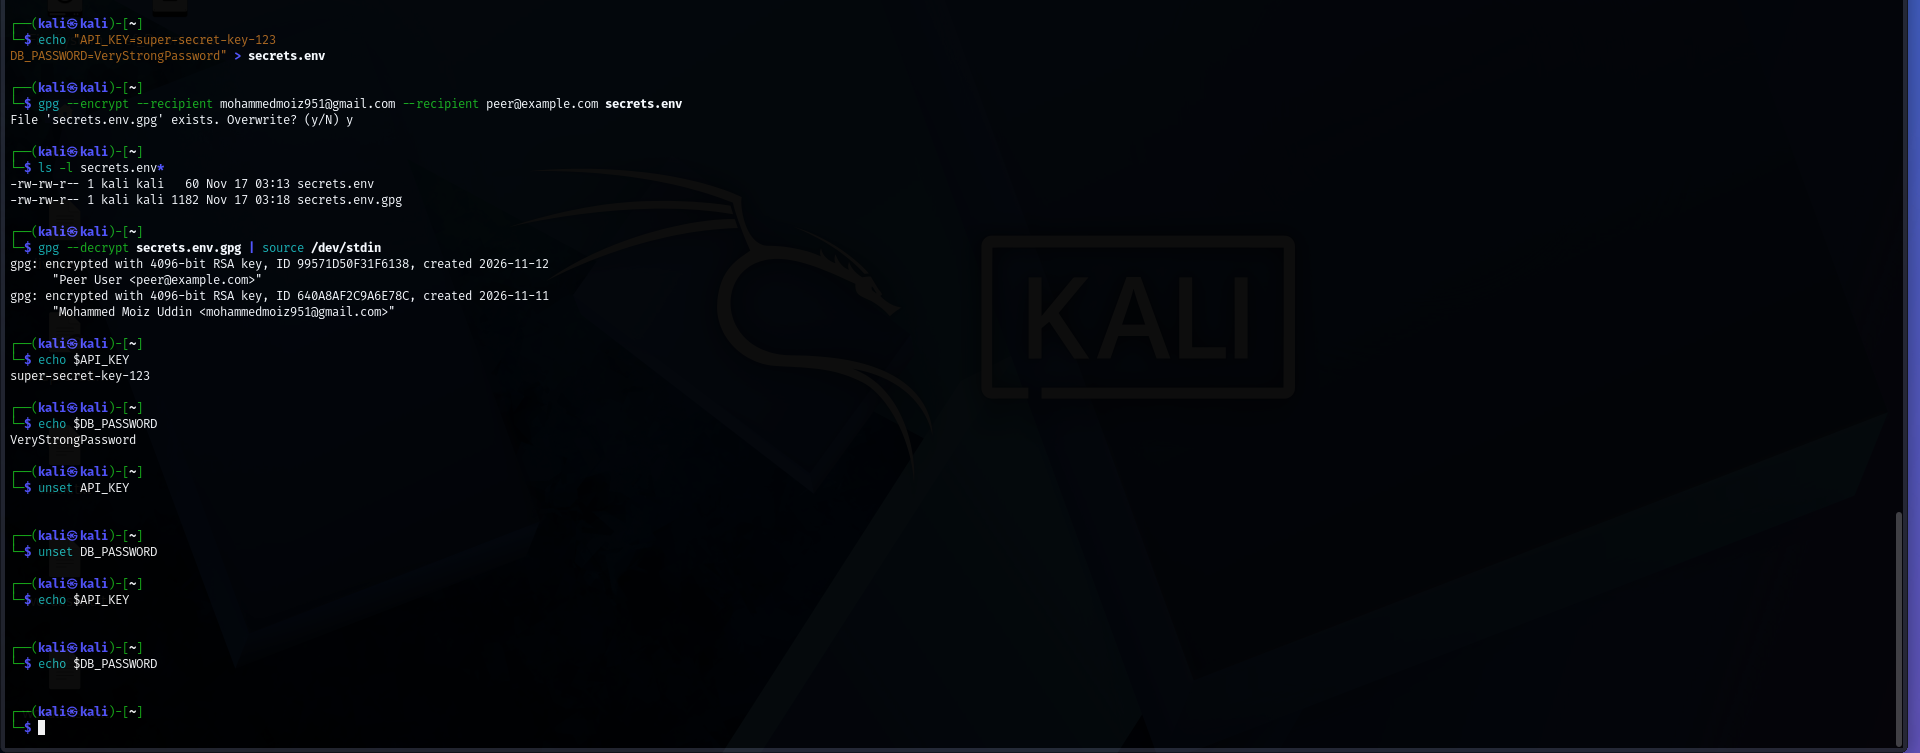 ┌──(kali㉿kali)-[~]
└─$ echo "API_KEY=super-secret-key-123
DB_PASSWORD=VeryStrongPassword" > secrets.env
┌──(kali㉿kali)-[~]
└─$ gpg --encrypt --recipient mohammedmoiz951@gmail.com --recipient peer@example.com secrets.env
File 'secrets.env.gpg' exists. Overwrite? (y/N) y
┌──(kali㉿kali)-[~]
└─$ ls -l secrets.env*
-rw-rw-r-- 1 kali kali   60 Nov 17 03:13 secrets.env
-rw-rw-r-- 1 kali kali 1182 Nov 17 03:18 secrets.env.gpg
┌──(kali㉿kali)-[~]
└─$ gpg --decrypt secrets.env.gpg | source /dev/stdin
gpg: encrypted with 4096-bit RSA key, ID 99571D50F31F6138, created 2026-11-12
      "Peer User <peer@example.com>"
gpg: encrypted with 4096-bit RSA key, ID 640A8AF2C9A6E78C, created 2026-11-11
      "Mohammed Moiz Uddin <mohammedmoiz951@gmail.com>"
┌──(kali㉿kali)-[~]
└─$ echo $API_KEY
super-secret-key-123
┌──(kali㉿kali)-[~]
└─$ echo $DB_PASSWORD
VeryStrongPassword
┌──(kali㉿kali)-[~]
└─$ unset API_KEY
┌──(kali㉿kali)-[~]
└─$ unset DB_PASSWORD
┌──(kali㉿kali)-[~]
└─$ echo $API_KEY
┌──(kali㉿kali)-[~]
└─$ echo $DB_PASSWORD
┌──(kali㉿kali)-[~]
└─$
KALI